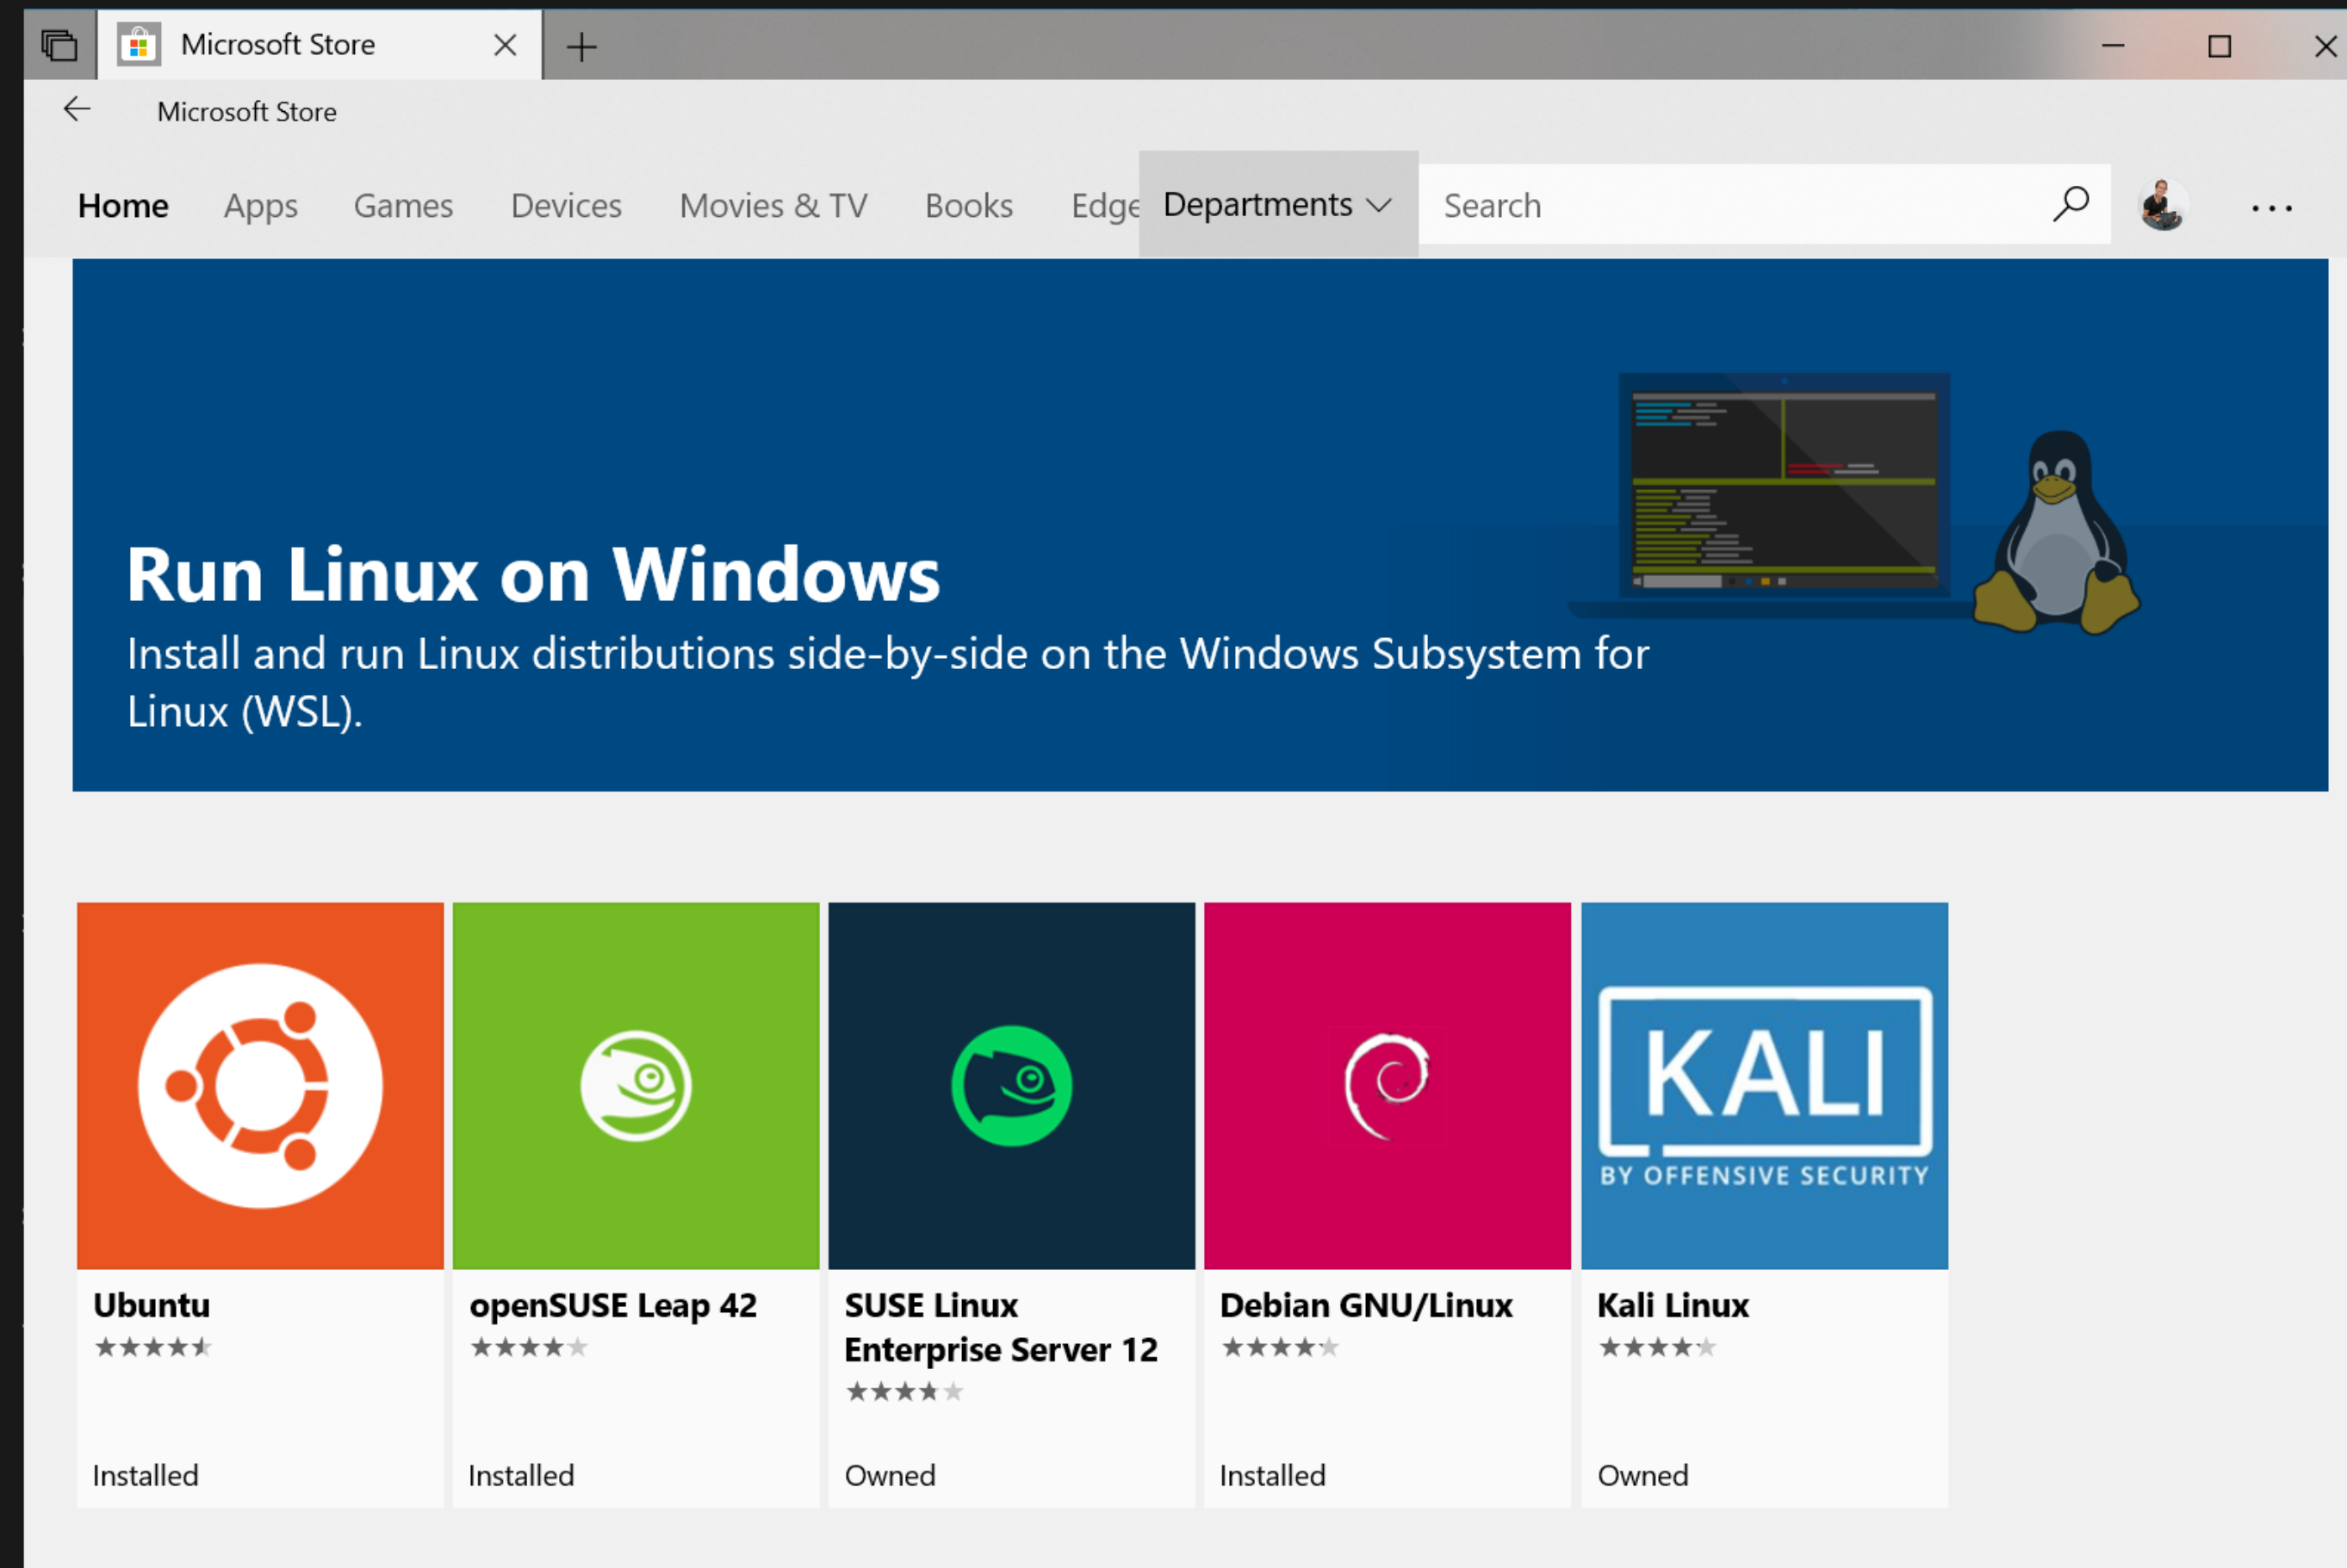 Microsoft Store
Microsoft Store
Home Apps Games Devices Movies & TV Books Edge Departments Search
Run Linux on Windows
Install and run Linux distributions side-by-side on the Windows Subsystem for
Linux (WSL).
KALI
BY OFFENSIVE SECURITY
Ubuntu
Installed
openSUSE Leap 42
Installed
SUSE Linux
Enterprise Server 12
Owned
Debian GNU/Linux
Installed
Kali Linux
Owned